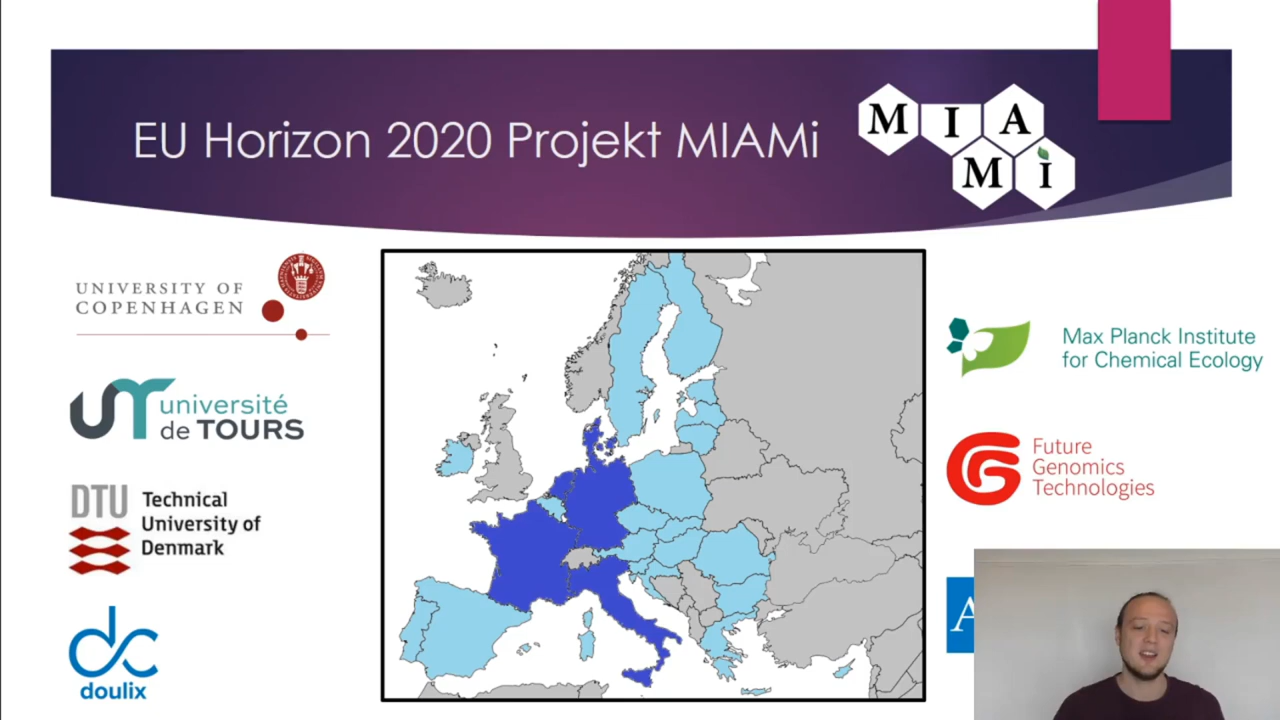 EU Horizon 2020 Projekt MIAMi
M I A
M i
UNIVERSITY OF
COPENHAGEN
université
de TOURS
DTU
Technical
University of
Denmark
dc
doulix
Max Planck Institute
for Chemical Ecology
Future
Genomics
Technologies
A